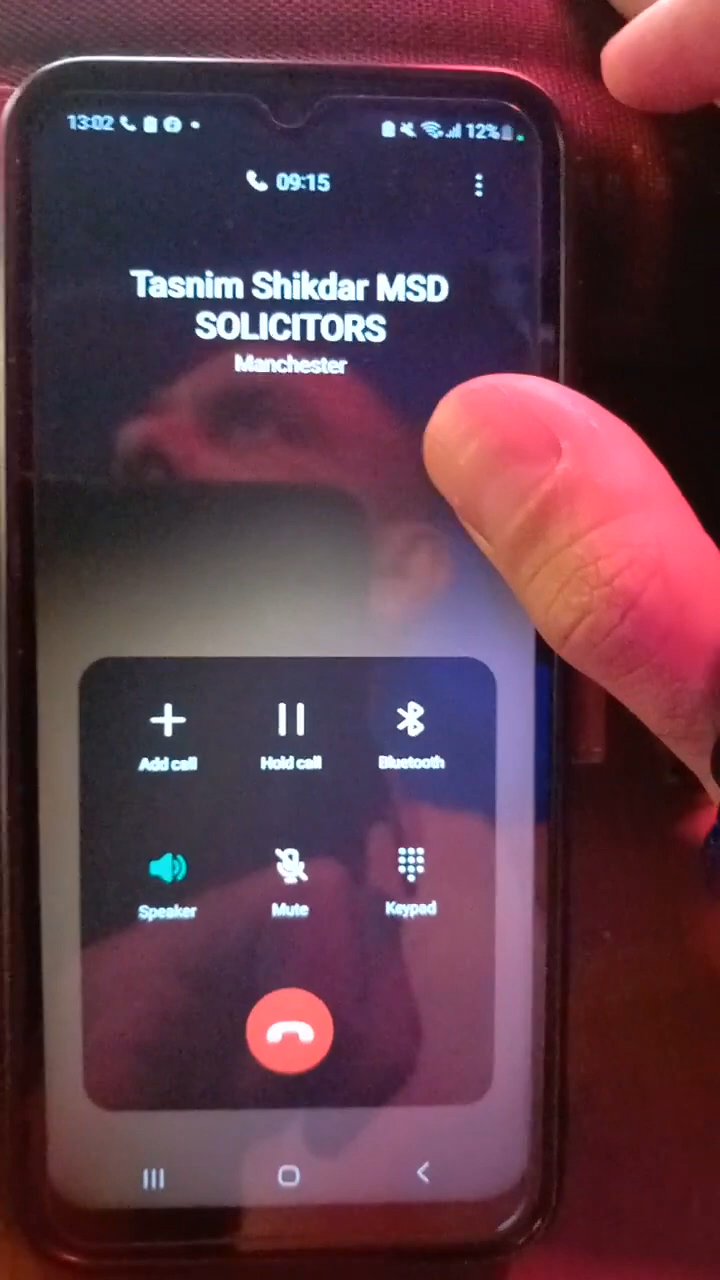 13:02 12%
09:15
Tasnim Shikdar MSD
SOLICITORS
Manchester
Add call Hold call Bluetooth
Speaker Mute Keypad